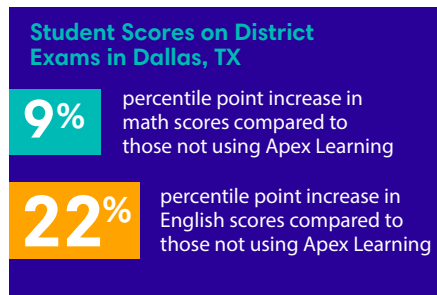 Student Scores on District
Exams in Dallas, TX
9%
percentile point increase in
math scores compared to
those not using Apex Learning
22%
percentile point increase in
English scores compared to
those not using Apex Learning